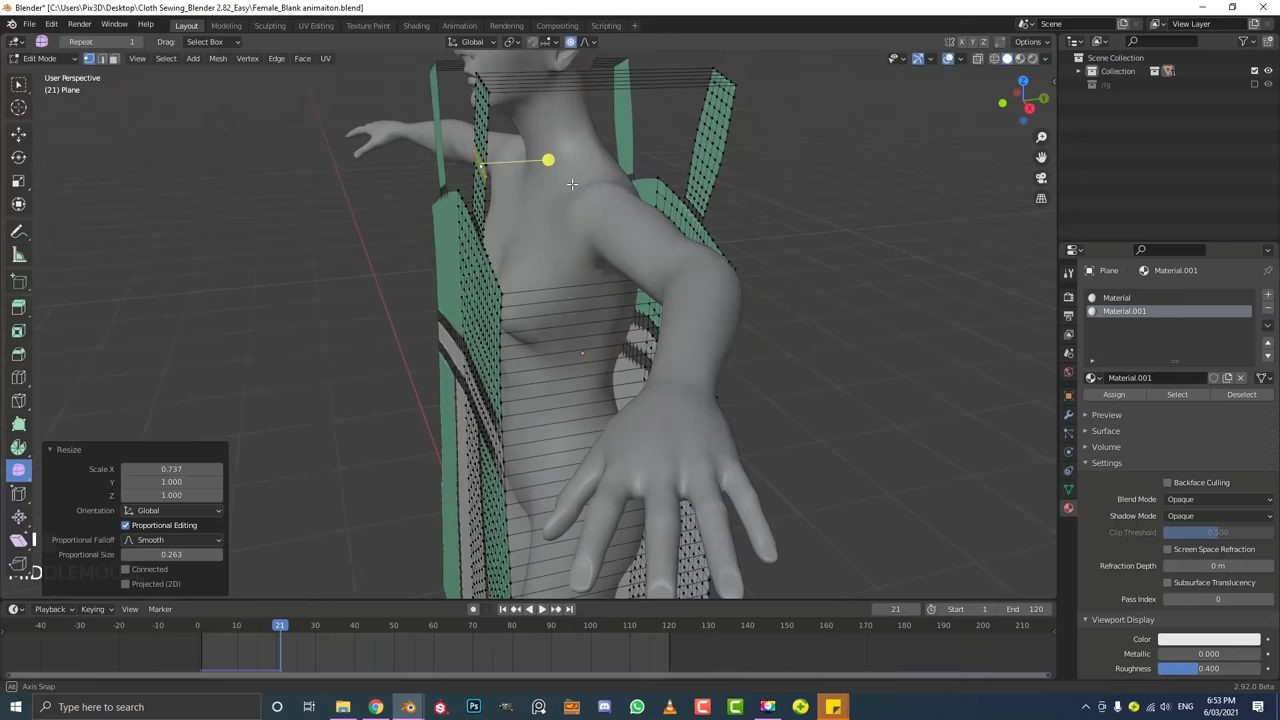 Blender* [C:\Users\Pix3D\Desktop\Cloth Sewing_Blender 2.82_Easy\Female_Blank animaiton.blend]
File Edit Render Window Help Layout Modeling Sculpting UV Editing Texture Paint Shading Animation Rendering Compositing Scripting Scene View Layer
Repeat 1 Drag: Select Box Global X Y Z Options
Edit Mode View Select Add Mesh Vertex Edge Face UV
User Perspective
(21) Plane
Scene Collection
Collection
rig
Z
Y
X
Plane Material.001
Material
Material.001
Material.001
Assign Select Deselect
Preview
Surface
Volume
Settings
Backface Culling
Blend Mode Opaque
Shadow Mode Opaque
Clip Threshold 0.500
Screen Space Refraction
Refraction Depth 0 m
Subsurface Translucency
Pass Index 0
Viewport Display
Color
Metallic 0.000
Roughness 0.400
Resize
Scale X 0.737
Y 1.000
Z 1.000
Orientation Global
Proportional Editing
Proportional Falloff Smooth
Proportional Size 0.263
Connected
Projected (2D)
Playback Keying View Marker 21 Start 1 End 120
-40 -30 -20 -10 0 10 21 30 40 50 60 70 80 90 100 110 120 130 140 150 160 170 180 190 200 210
Axis Snap 2.92.0 Beta
Type here to search
6:53 PM
6/03/2021